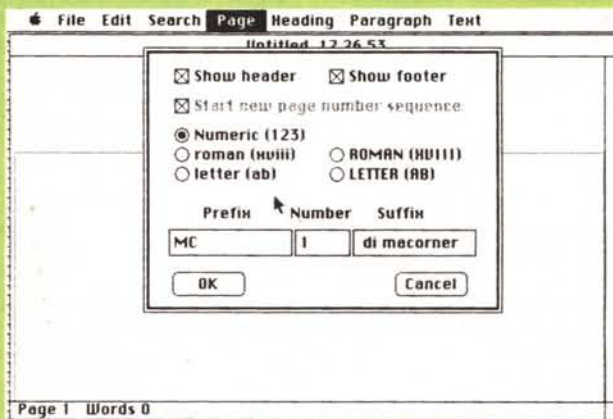 File Edit Search Page Heading Paragraph Text
Untitled 12.26.53
Show header Show footer
Start new page number sequence
Numeric (123)
roman (xviii) ROMAN (XVIII)
letter (ab) LETTER (AB)
Prefix Number Suffix
MC 1 di macorner
OK Cancel
Page 1 Words 0